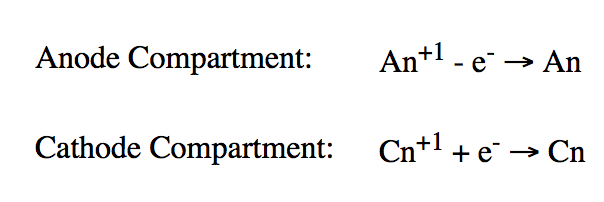 Anode Compartment: An⁺¹ - e⁻ → An
Cathode Compartment: Cn⁺¹ + e⁻ → Cn